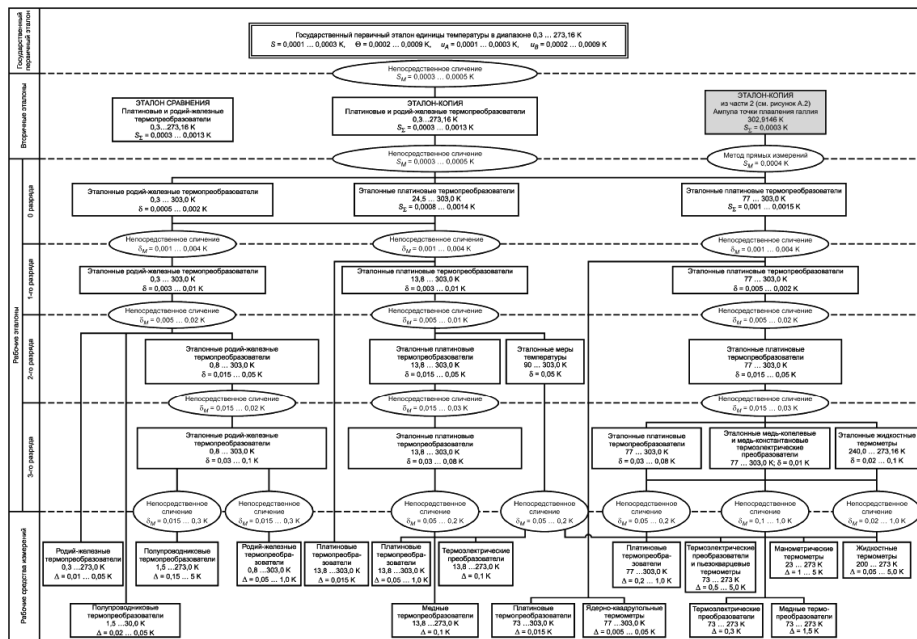 Государственный первичный эталон
Государственный первичный эталон единицы температуры в диапазоне 0,3 ... 273,16 K
S = 0,0001 ... 0,0003 K, Θ = 0,0002 ... 0,0009 K, u_A = 0,0001 ... 0,0003 K, u_B = 0,0002 ... 0,0009 K
Непосредственное сличение
S_M = 0,0003 ... 0,0005 K
Вторичные эталоны
ЭТАЛОН СРАВНЕНИЯ
Платиновые и родий-железные
термопреобразователи
0,3...273,16 K
S_Σ = 0,0003 ... 0,0013 K
ЭТАЛОН-КОПИЯ
Платиновые и родий-железные термопреобразователи
0,3...273,16 K
S_Σ = 0,0003 ... 0,0013 K
ЭТАЛОН-КОПИЯ
из части 2 (см. рисунок А.2)
Ампула точки плавления галлия
302,9146 K
S_Σ = 0,0003 K
Непосредственное сличение
S_M = 0,0003 ... 0,0005 K
Метод прямых измерений
S_M = 0,0004 K
Рабочие эталоны
0 разряда
Эталонные родий-железные термопреобразователи
0,3 ... 303,0 K
δ = 0,0005 ... 0,002 K
Эталонные платиновые термопреобразователи
24,5 ... 303,0 K
S_Σ = 0,0008 ... 0,0014 K
Эталонные платиновые термопреобразователи
77 ... 303,0 K
S_Σ = 0,001 ... 0,0015 K
Непосредственное сличение
δ_M = 0,001 ... 0,004 K
Непосредственное сличение
δ_M = 0,001 ... 0,004 K
Непосредственное сличение
δ_M = 0,001 ... 0,004 K
1-го разряда
Эталонные родий-железные термопреобразователи
0,3 ... 303,0 K
δ = 0,003 ... 0,01 K
Эталонные платиновые термопреобразователи
13,8 ... 303,0 K
δ = 0,003 ... 0,01 K
Эталонные платиновые термопреобразователи
77 ... 303,0 K
δ = 0,005 ... 0,002 K
Непосредственное сличение
δ_M = 0,005 ... 0,02 K
Непосредственное сличение
δ_M = 0,005 ... 0,01 K
Непосредственное сличение
δ_M = 0,005 ... 0,02 K
2-го разряда
Эталонные родий-железные
термопреобразователи
0,8 ... 303,0 K
δ = 0,015 ... 0,05 K
Эталонные платиновые
термопреобразователи
13,8 ... 303,0 K
δ = 0,015 ... 0,05 K
Эталонные меры
температуры
90 ... 303,0 K
δ = 0,05 K
Эталонные платиновые
термопреобразователи
77 ... 303,0 K
δ = 0,015 ... 0,05 K
Непосредственное сличение
δ_M = 0,015 ... 0,02 K
Непосредственное сличение
δ_M = 0,015 ... 0,03 K
Непосредственное сличение
δ_M = 0,015 ... 0,03 K
3-го разряда
Эталонные родий-железные
термопреобразователи
0,8 ... 303,0 K
δ = 0,03 ... 0,1 K
Эталонные платиновые
термопреобразователи
13,8 ... 303,0 K
δ = 0,03 ... 0,08 K
Эталонные платиновые
термопреобразователи
77 ... 303,0 K
δ = 0,03 ... 0,08 K
Эталонные медь-копелевые
и медь-константановые
термоэлектрические
преобразователи
77 ... 303,0 K; δ = 0,01 K
Эталонные жидкостные
термометры
240,0 ... 273,16 K
δ = 0,02 ... 0,1 K
Непосредственное
сличение
δ_M = 0,015 ... 0,3 K
Непосредственное
сличение
δ_M = 0,015 ... 0,3 K
Непосредственное
сличение
δ_M = 0,05 ... 0,2 K
Непосредственное
сличение
δ_M = 0,05 ... 0,2 K
Непосредственное
сличение
δ_M = 0,05 ... 0,2 K
Непосредственное
сличение
δ_M = 0,1 ... 1,0 K
Непосредственное
сличение
δ_M = 0,02 ... 1,0 K
Рабочие средства измерений
Родий-железные
термопреобразователи
0,3 ...273,0 K
Δ = 0,01 ... 0,05 K
Полупроводниковые
термопреобразователи
1,5 ...273,0 K
Δ = 0,15 ... 5 K
Родий-железные
термопреобра-
зователи
0,8 ...303,0 K
Δ = 0,05 ... 1,0 K
Платиновые
термопреобра-
зователи
13,8 ...303,0 K
Δ = 0,015 K
Платиновые
термопреобра-
зователи
13,8 ...303,0 K
Δ = 0,05 ... 1,0 K
Термоэлектрические
преобразователи
13,8 ...273,0 K
Δ = 0,1 K
Платиновые
термопреобразователи
77...303,0 K
Δ = 0,2 ... 1,0 K
Термоэлектрические
преобразователи
и пьезокварцевые
термометры
73 ... 273 K
Δ = 0,5 ... 5,0 K
Манометрические
термометры
23 ... 273 K
Δ = 1 ... 5 K
Жидкостные
термометры
200 ... 273 K
Δ = 0,05 ... 5,0 K
Полупроводниковые
термопреобразователи
1,5 ...30,0 K
Δ = 0,02 ... 0,05 K
Медные
термопреобразователи
13,8 ...273,0 K
Δ = 0,1 K
Платиновые
термопреобразователи
73 ... 303,0 K
Δ = 0,015 K
Ядерно-квадрупольные термометры
77 ... 303,0 K
Δ = 0,005 ... 0,05 K
Термоэлектрические
преобразователи
73 ... 273 K
Δ = 0,3 K
Медные термо-
преобразователи
73 ... 273 K
Δ = 1,5 K